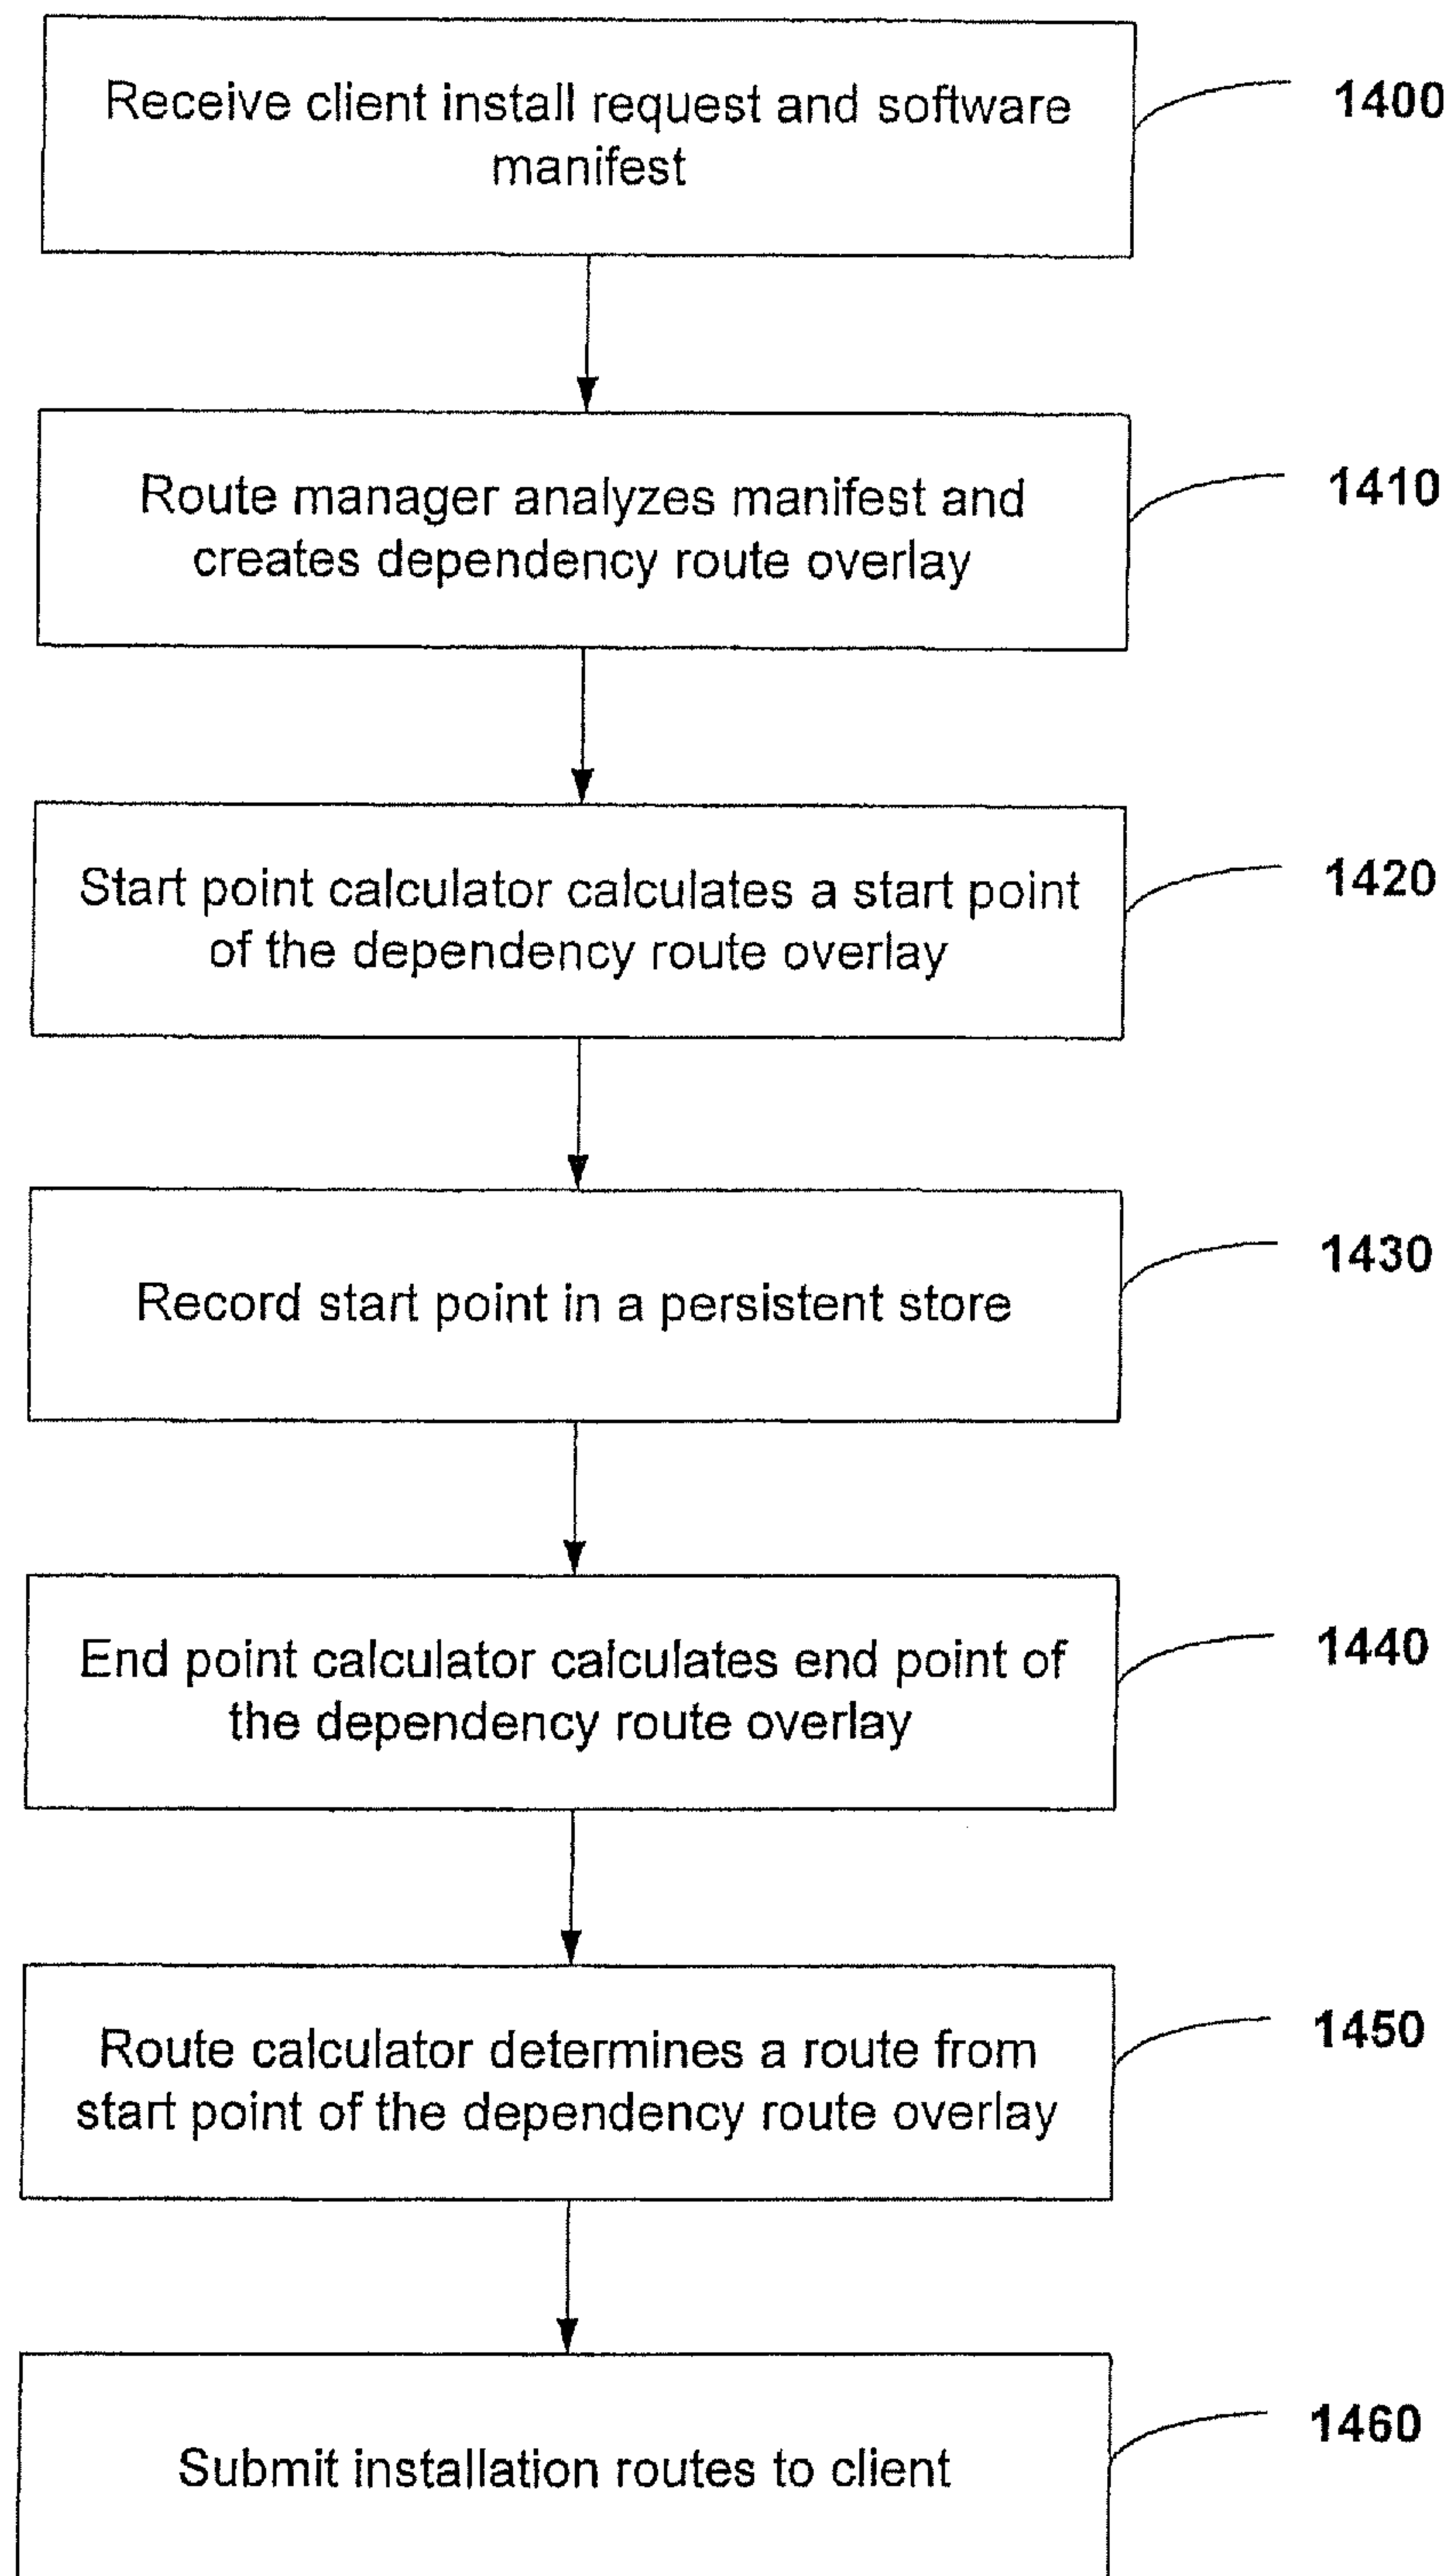 Receive client install request and software
manifest
1400
Route manager analyzes manifest and
creates dependency route overlay
1410
Start point calculator calculates a start point
of the dependency route overlay
1420
Record start point in a persistent store
1430
End point calculator calculates end point of
the dependency route overlay
1440
Route calculator determines a route from
start point of the dependency route overlay
1450
Submit installation routes to client
1460